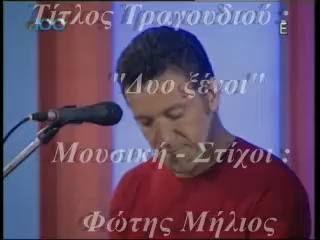 Τίτλος Τραγουδιού :
"Δυο ξένοι"
Μουσική - Στίχοι :
Φώτης Μήλιος